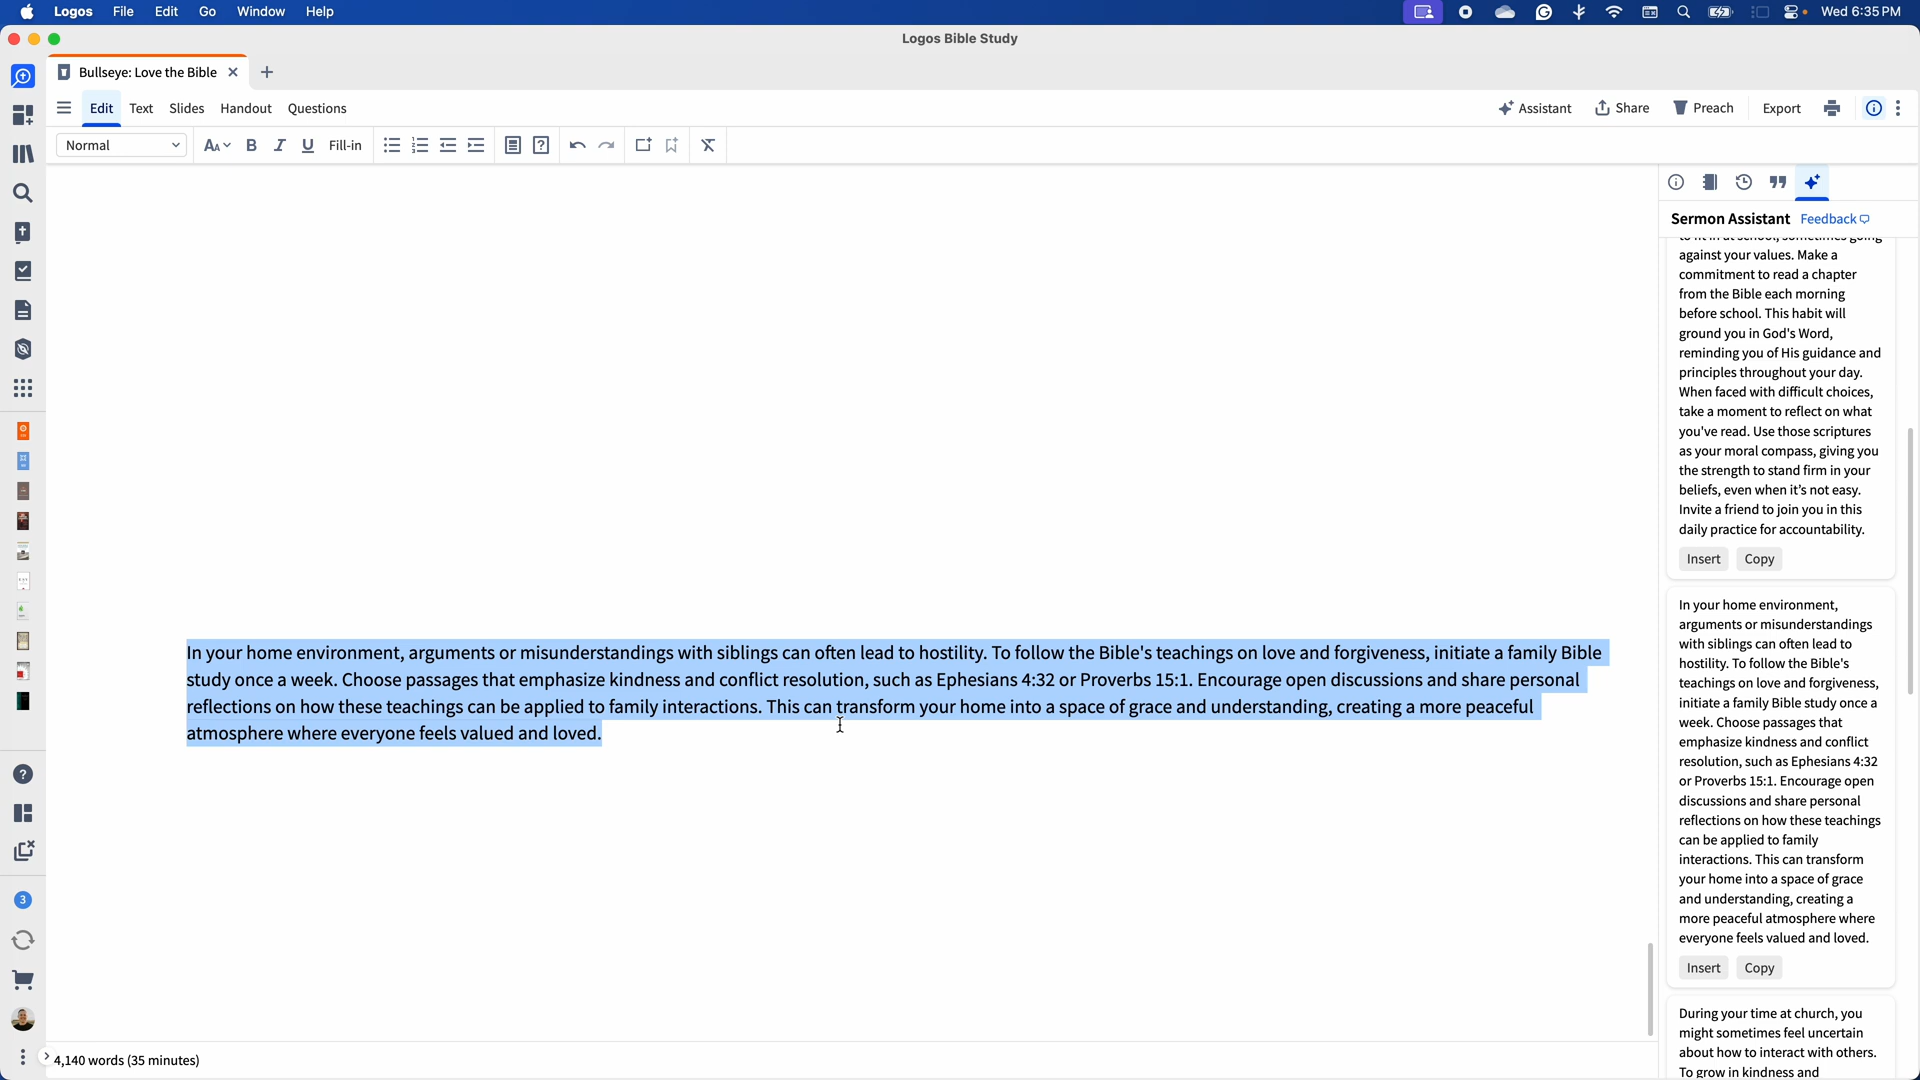 Logos File Edit Go Window Help
Wed 6:35 PM
Logos Bible Study
Bullseye: Love the Bible
Edit Text Slides Handout Questions
Assistant Share Preach Export
Normal
B I U Fill-in
Sermon Assistant Feedback
against your values. Make a
commitment to read a chapter
from the Bible each morning
before school. This habit will
ground you in God's Word,
reminding you of His guidance and
principles throughout your day.
When faced with difficult choices,
take a moment to reflect on what
you've read. Use those scriptures
as your moral compass, giving you
the strength to stand firm in your
beliefs, even when it's not easy.
Invite a friend to join you in this
daily practice for accountability.
Insert Copy
In your home environment, arguments or misunderstandings with siblings can often lead to hostility. To follow the Bible's teachings on love and forgiveness, initiate a family Bible
study once a week. Choose passages that emphasize kindness and conflict resolution, such as Ephesians 4:32 or Proverbs 15:1. Encourage open discussions and share personal
reflections on how these teachings can be applied to family interactions. This can transform your home into a space of grace and understanding, creating a more peaceful
atmosphere where everyone feels valued and loved.
In your home environment,
arguments or misunderstandings
with siblings can often lead to
hostility. To follow the Bible's
teachings on love and forgiveness,
initiate a family Bible study once a
week. Choose passages that
emphasize kindness and conflict
resolution, such as Ephesians 4:32
or Proverbs 15:1. Encourage open
discussions and share personal
reflections on how these teachings
can be applied to family
interactions. This can transform
your home into a space of grace
and understanding, creating a
more peaceful atmosphere where
everyone feels valued and loved.
Insert Copy
During your time at church, you
might sometimes feel uncertain
about how to interact with others.
To grow in kindness and
3
4,140 words (35 minutes)